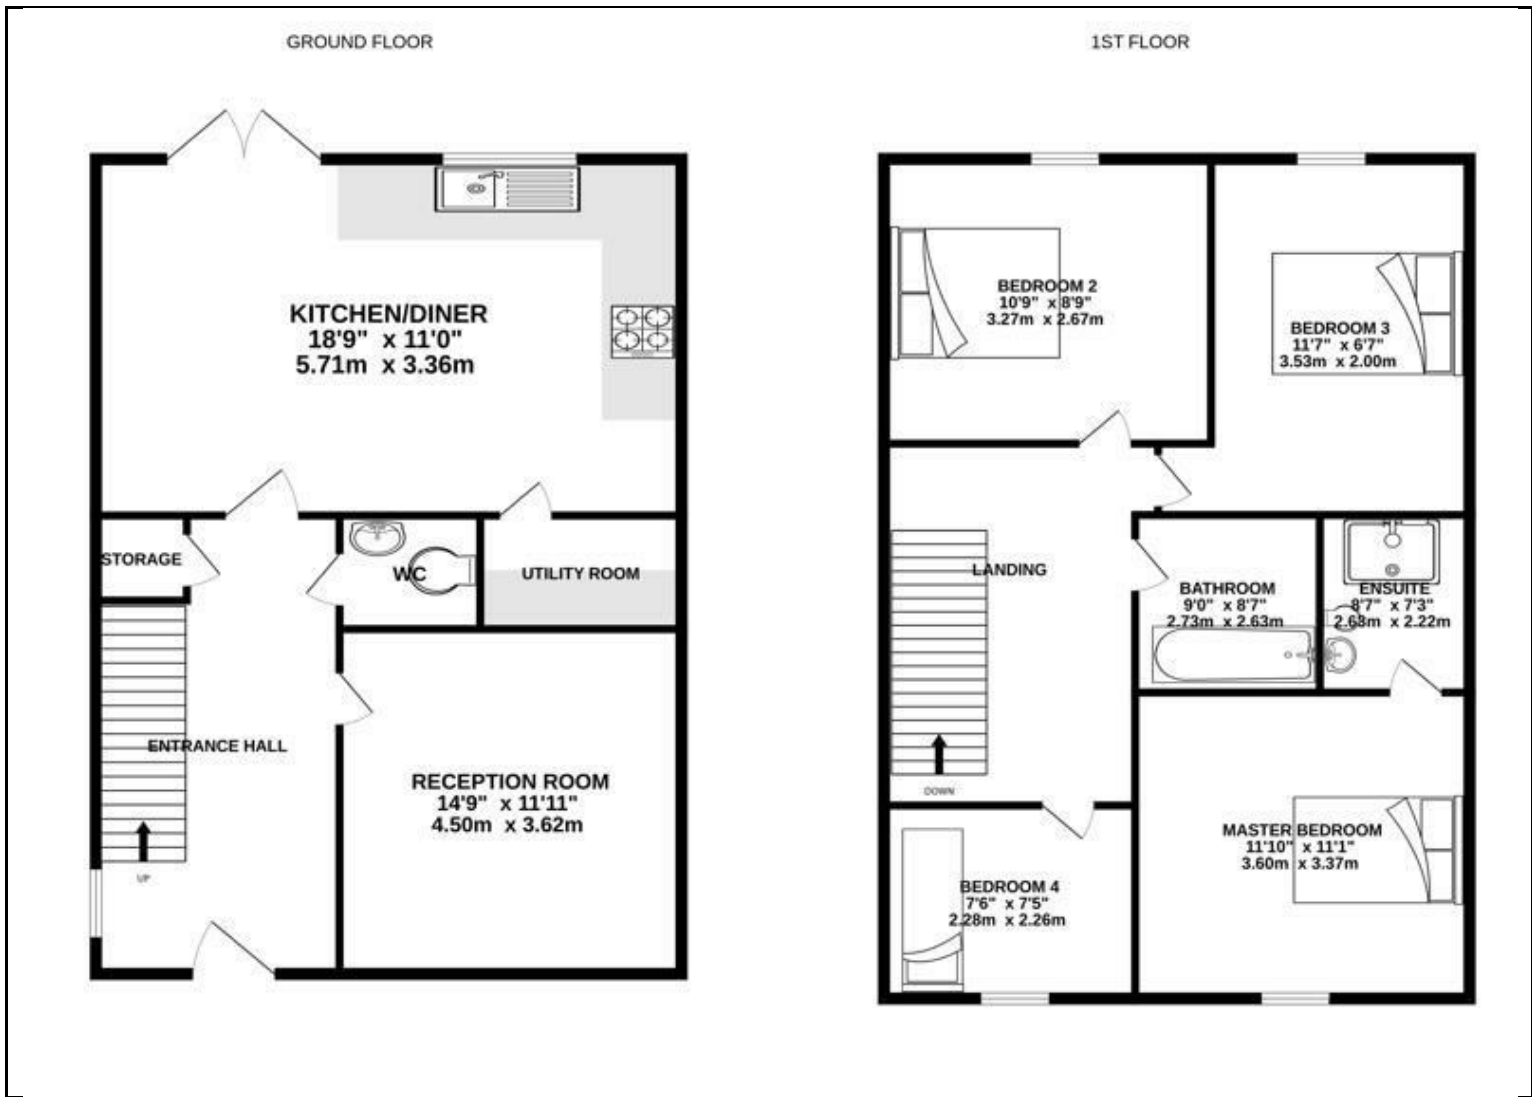 GROUND FLOOR
KITCHEN/DINER
18'9" x 11'0"
5.71m x 3.36m
STORAGE
WC
UTILITY ROOM
ENTRANCE HALL
UP
RECEPTION ROOM
14'9" x 11'11"
4.50m x 3.62m
1ST FLOOR
BEDROOM 2
10'9" x 8'9"
3.27m x 2.67m
BEDROOM 3
11'7" x 6'7"
3.53m x 2.00m
LANDING
DOWN
BATHROOM
9'0" x 8'7"
2.73m x 2.63m
ENSUITE
8'7" x 7'3"
2.63m x 2.22m
MASTER BEDROOM
11'10" x 11'1"
3.60m x 3.37m
BEDROOM 4
7'6" x 7'5"
2.28m x 2.26m